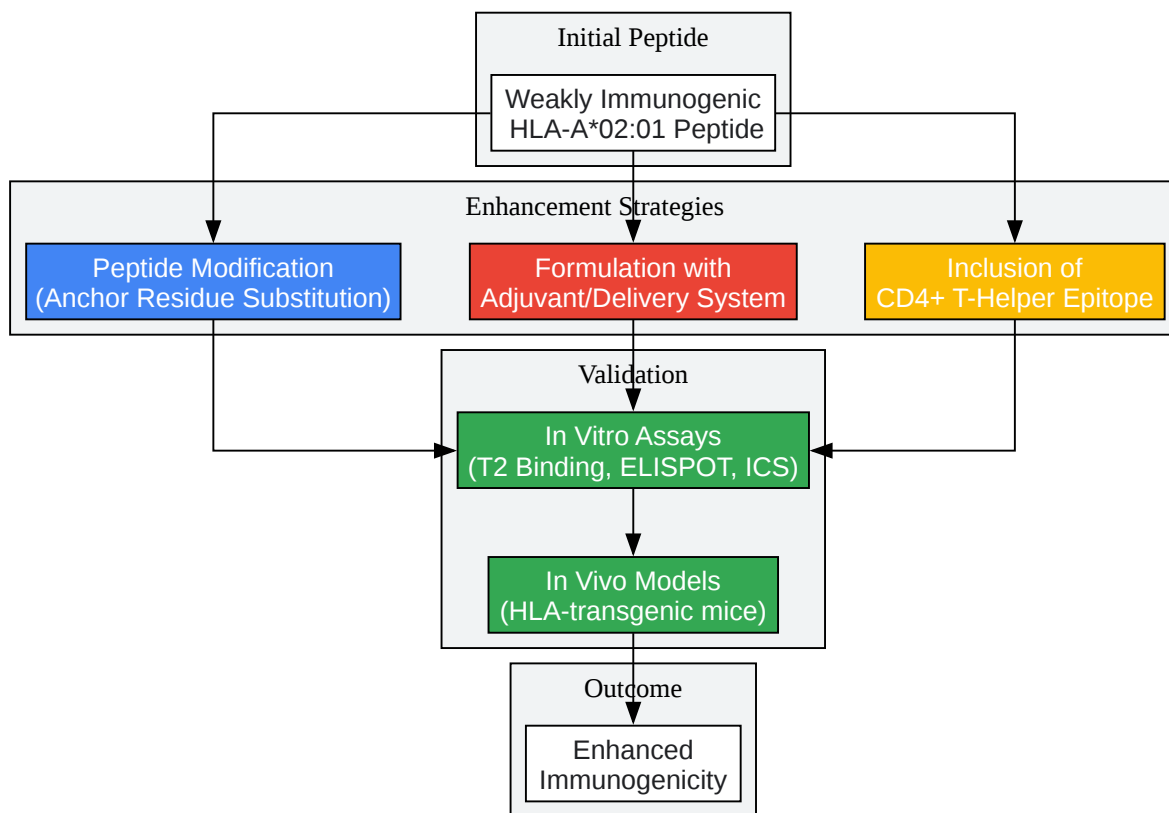 Initial Peptide
Weakly Immunogenic
HLA-A*02:01 Peptide
Enhancement Strategies
Peptide Modification
(Anchor Residue Substitution)
Formulation with
Adjuvant/Delivery System
Inclusion of
CD4+ T-Helper Epitope
Validation
In Vitro Assays
(T2 Binding, ELISPOT, ICS)
In Vivo Models
(HLA-transgenic mice)
Outcome
Enhanced
Immunogenicity